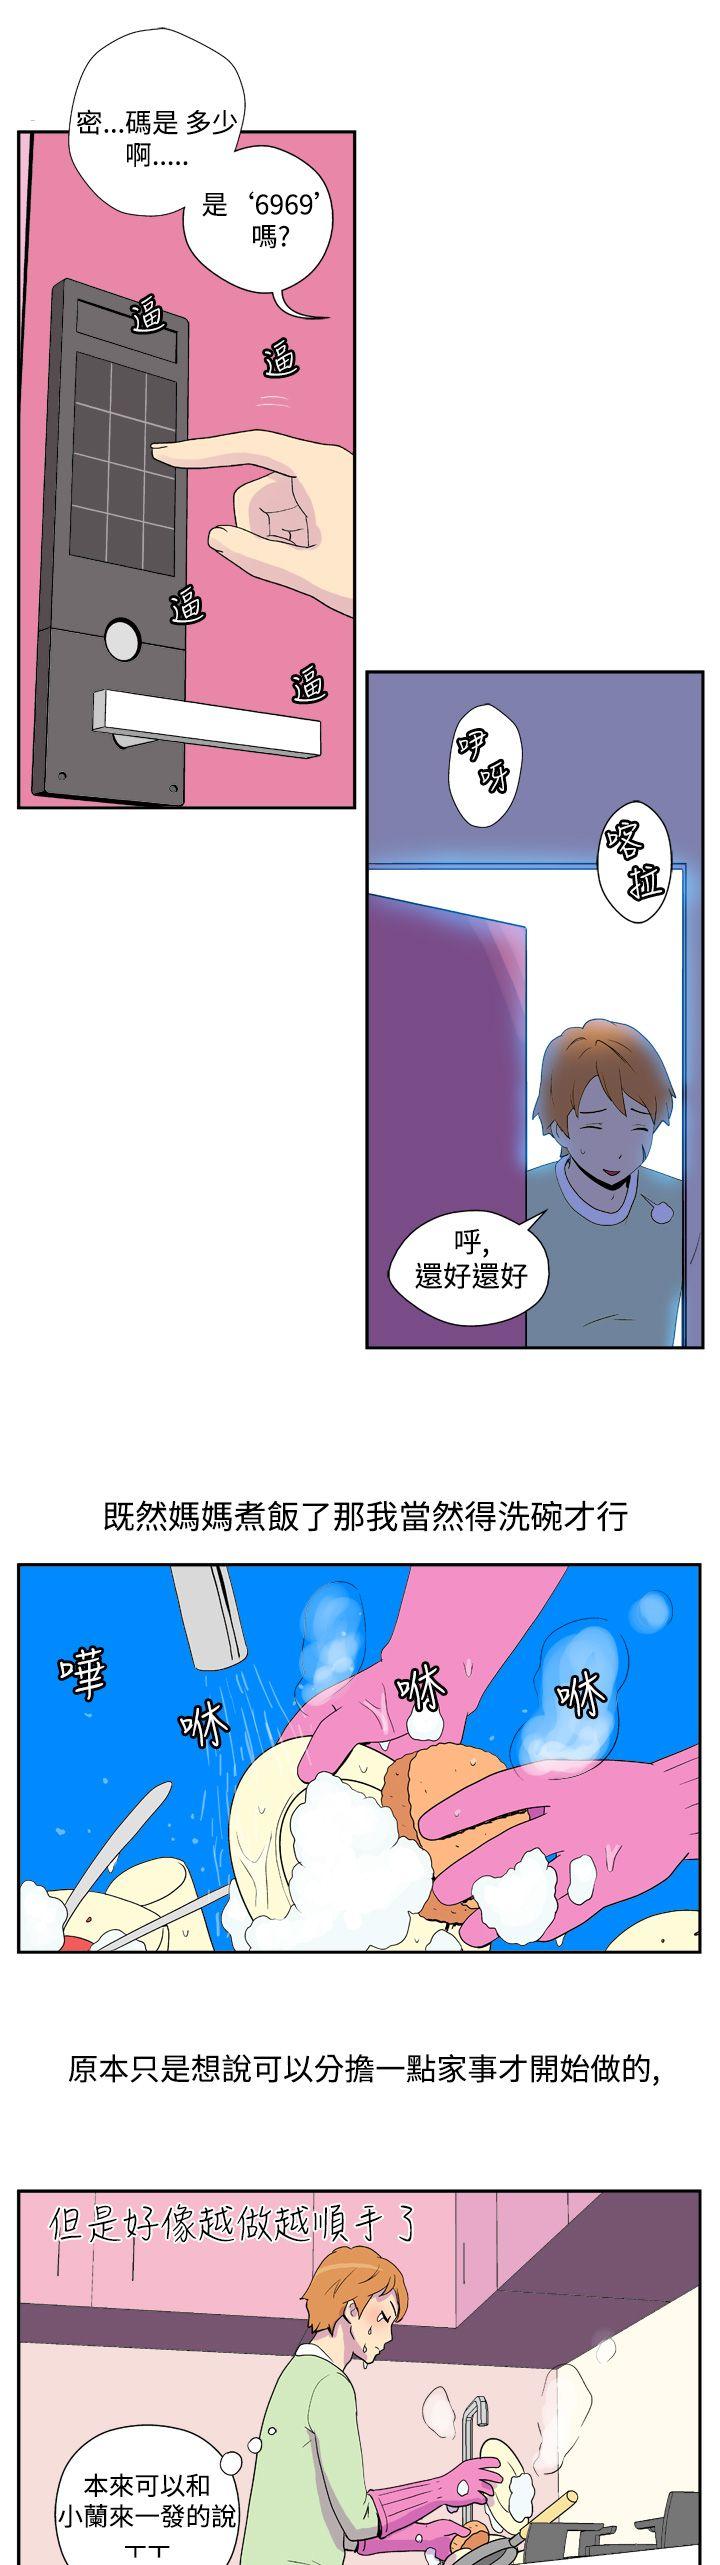 密...碼是 多少
啊.....
是 ‘6969’
嗎?
逼
逼
逼
逼
咿呀
喀拉
呼,
還好還好
既然媽媽煮飯了那我當然得洗碗才行
嘩
咻
咻
咻
原本只是想說可以分擔一點家事才開始做的,
但是好像越做越順手了
本來可以和
小蘭來一發的說
ㅜㅜ